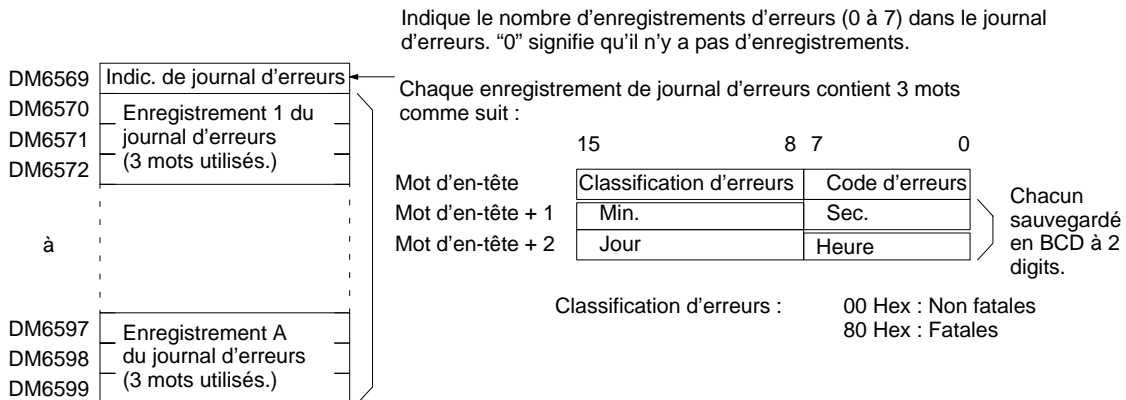 Indique le nombre d'enregistrements d'erreurs (0 à 7) dans le journal
d'erreurs. “0” signifie qu'il n'y a pas d'enregistrements.
DM6569 Indic. de journal d'erreurs
DM6570
DM6571
DM6572
Enregistrement 1 du
journal d'erreurs
(3 mots utilisés.)
à
DM6597
DM6598
DM6599
Enregistrement A
du journal d'erreurs
(3 mots utilisés.)
Chaque enregistrement de journal d'erreurs contient 3 mots
comme suit :
15 8 7 0
Mot d'en-tête Classification d'erreurs Code d'erreurs
Mot d'en-tête + 1 Min. Sec.
Mot d'en-tête + 2 Jour Heure
Chacun
sauvegardé
en BCD à 2
digits.
Classification d'erreurs : 00 Hex : Non fatales
80 Hex : Fatales